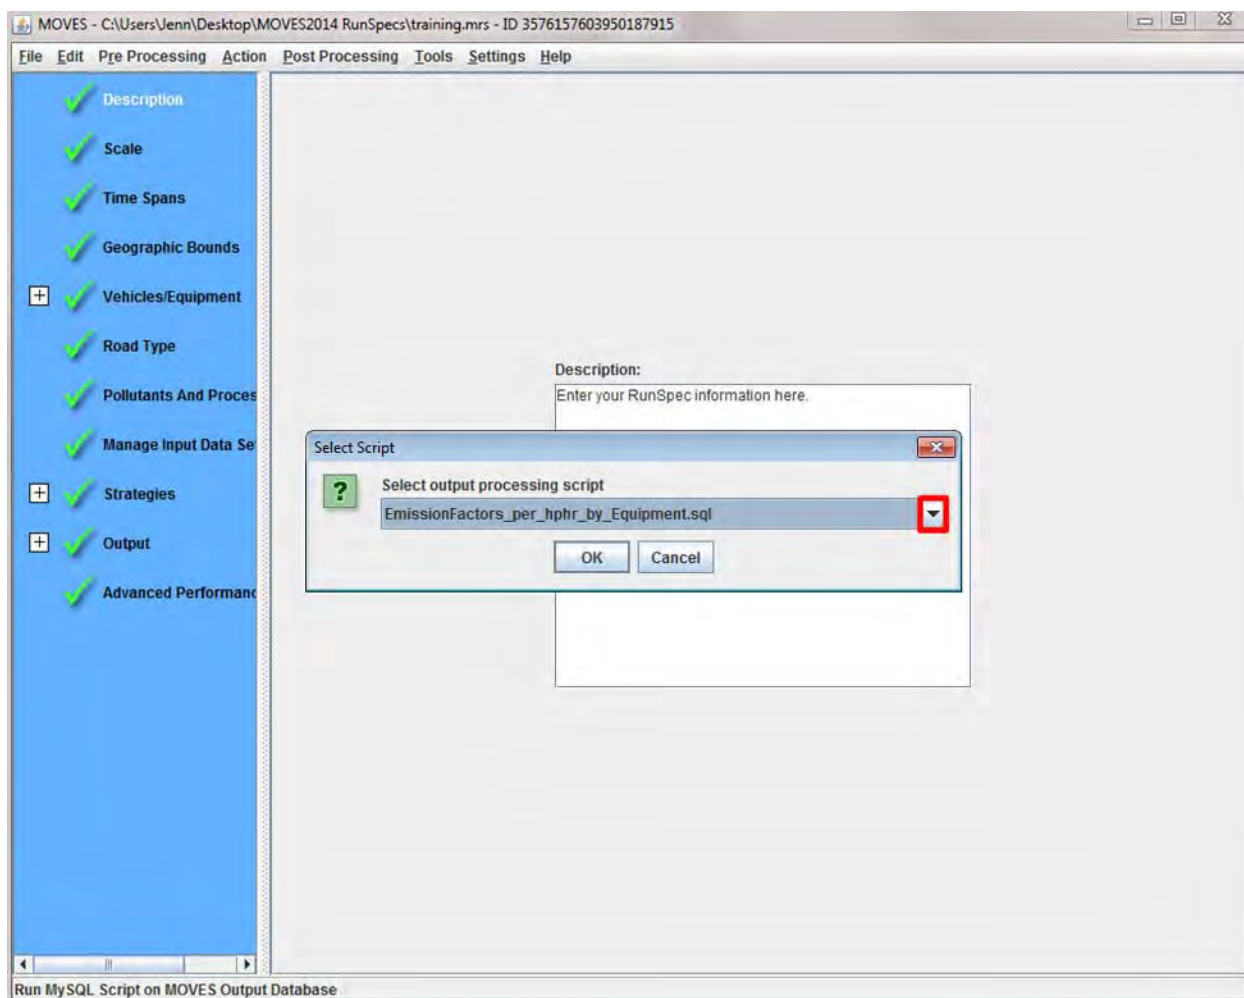 MOVES - C:\Users\Jenn\Desktop\MOVES2014 RunSpecs\training.mrs - ID 3576157603950187915
File Edit Pre Processing Action Post Processing Tools Settings Help
Description
Scale
Time Spans
Geographic Bounds
Vehicles/Equipment
Road Type
Pollutants And Proces
Manage Input Data Se
Strategies
Output
Advanced Performanc
Description:
Enter your RunSpec information here.
Select Script
Select output processing script
EmissionFactors_per_hphr_by_Equipment.sql
OK Cancel
Run MySQL Script on MOVES Output Database